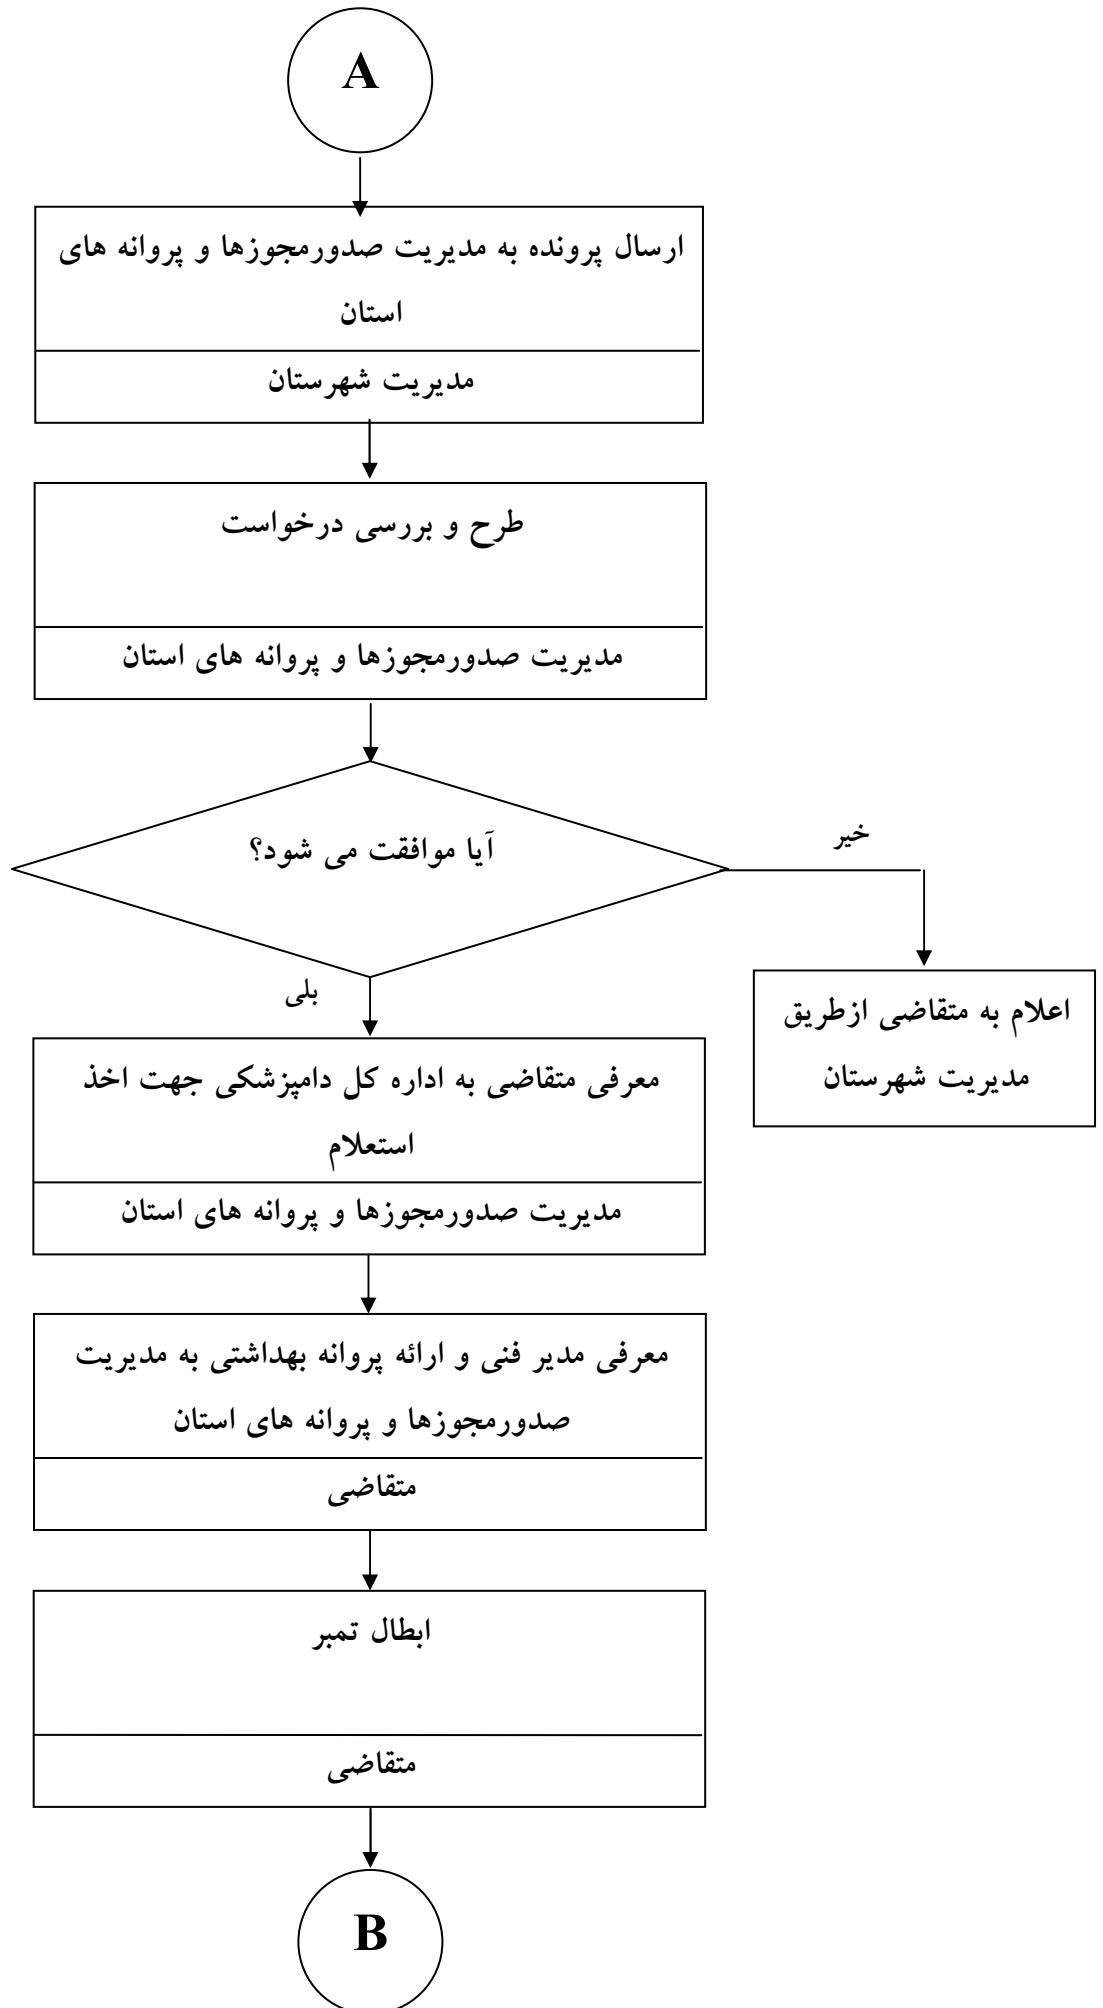 A
ارسال پرونده به مدیریت صدورمجوزها و پروانه های
استان
مدیریت شهرستان
طرح و بررسی درخواست
مدیریت صدورمجوزها و پروانه های استان
آیا موافقت می شود؟
خیر
اعلام به متقاضی ازطریق
مدیریت شهرستان
بلی
معرفی متقاضی به اداره کل دامپزشکی جهت اخذ
استعلام
مدیریت صدورمجوزها و پروانه های استان
معرفی مدیر فنی و ارائه پروانه بهداشتی به مدیریت
صدورمجوزها و پروانه های استان
متقاضی
ابطال تمبر
متقاضی
B